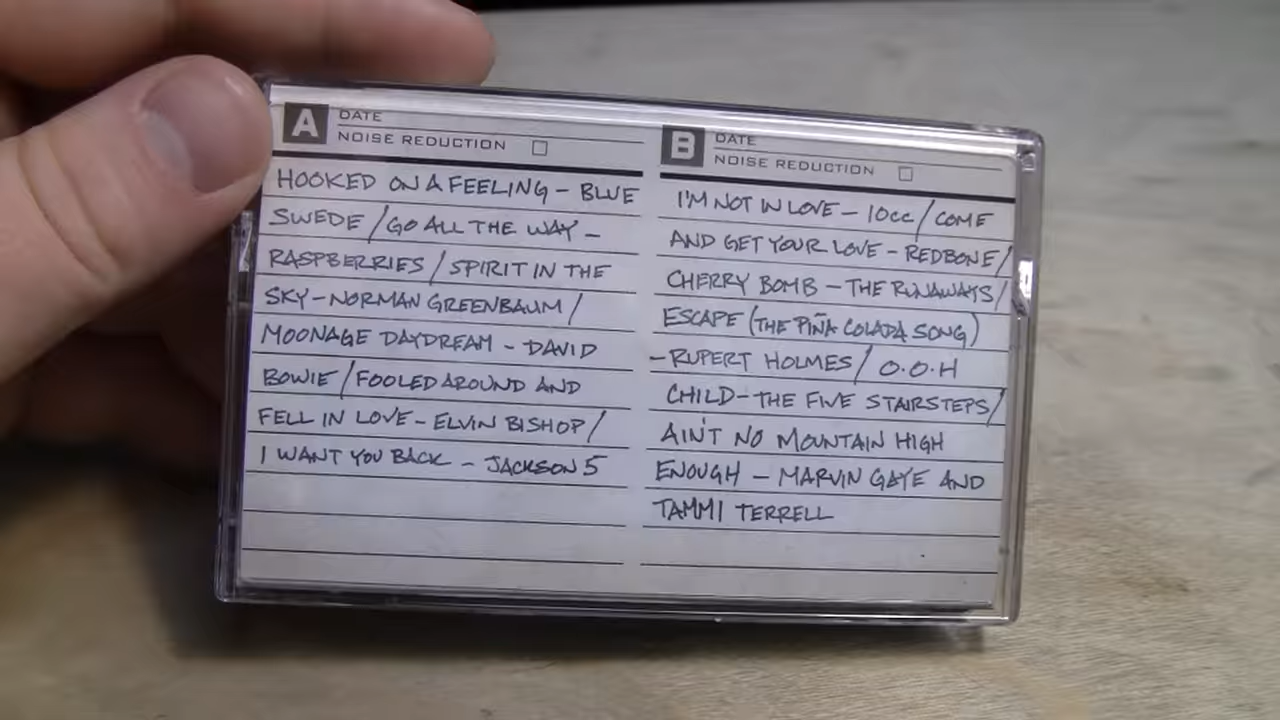 A DATE
NOISE REDUCTION
HOOKED ON A FEELING - BLUE
SWEDE / GO ALL THE WAY -
RASPBERRIES / SPIRIT IN THE
SKY - NORMAN GREENBAUM /
MOONAGE DAYDREAM - DAVID
BOWIE / FOOLED AROUND AND
FELL IN LOVE - ELVIN BISHOP /
I WANT YOU BACK - JACKSON 5
B DATE
NOISE REDUCTION
I'M NOT IN LOVE - 10cc / COME
AND GET YOUR LOVE - REDBONE /
CHERRY BOMB - THE RUNAWAYS /
ESCAPE (THE PIÑA COLADA SONG)
- RUPERT HOLMES / O.O.H
CHILD - THE FIVE STAIRSTEPS /
AIN'T NO MOUNTAIN HIGH
ENOUGH - MARVIN GAYE AND
TAMMI TERRELL